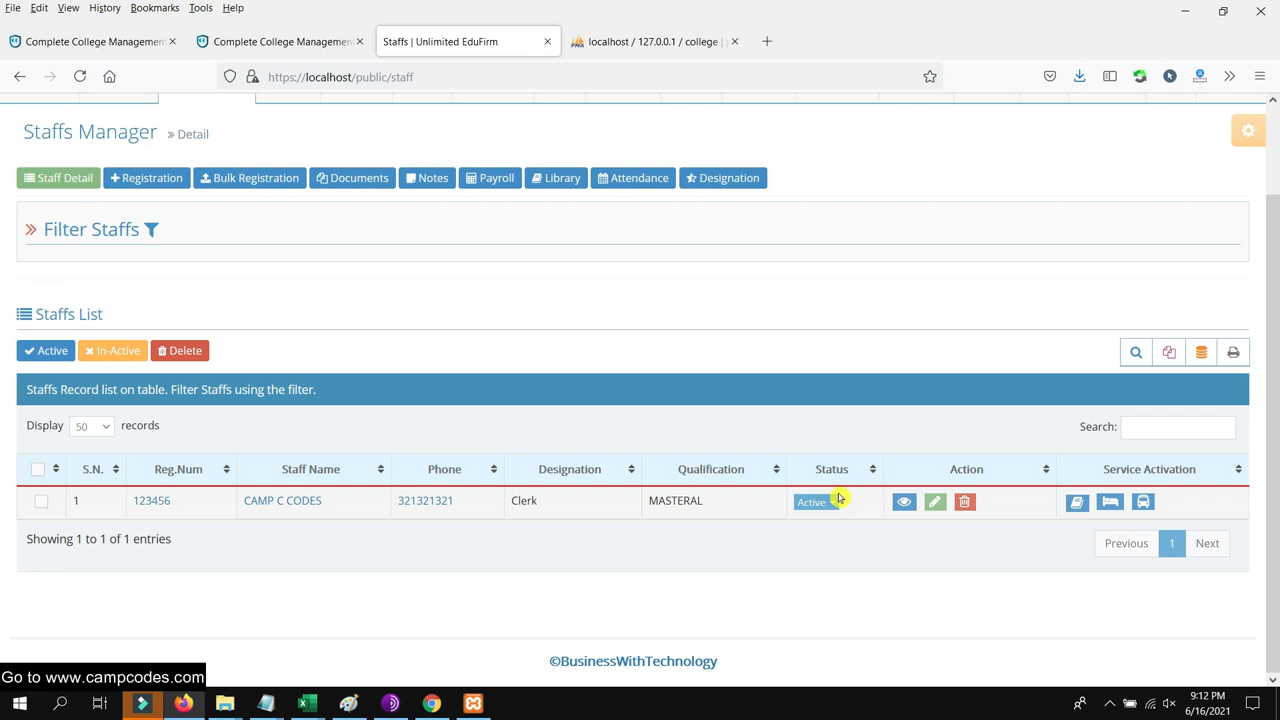 File Edit View History Bookmarks Tools Help
Complete College Management Complete College Management Staffs | Unlimited EduFirm localhost / 127.0.0.1 / college |
https://localhost/public/staff
Staffs Manager » Detail
Staff Detail Registration Bulk Registration Documents Notes Payroll Library Attendance Designation
Filter Staffs
Staffs List
Active In-Active Delete
Staffs Record list on table. Filter Staffs using the filter.
Display 50 records Search:
S.N. Reg.Num Staff Name Phone Designation Qualification Status Action Service Activation
1 123456 CAMP C CODES 321321321 Clerk MASTERAL Active
Showing 1 to 1 of 1 entries
Previous 1 Next
©BusinessWithTechnology
Go to www.campcodes.com
9:12 PM
6/16/2021